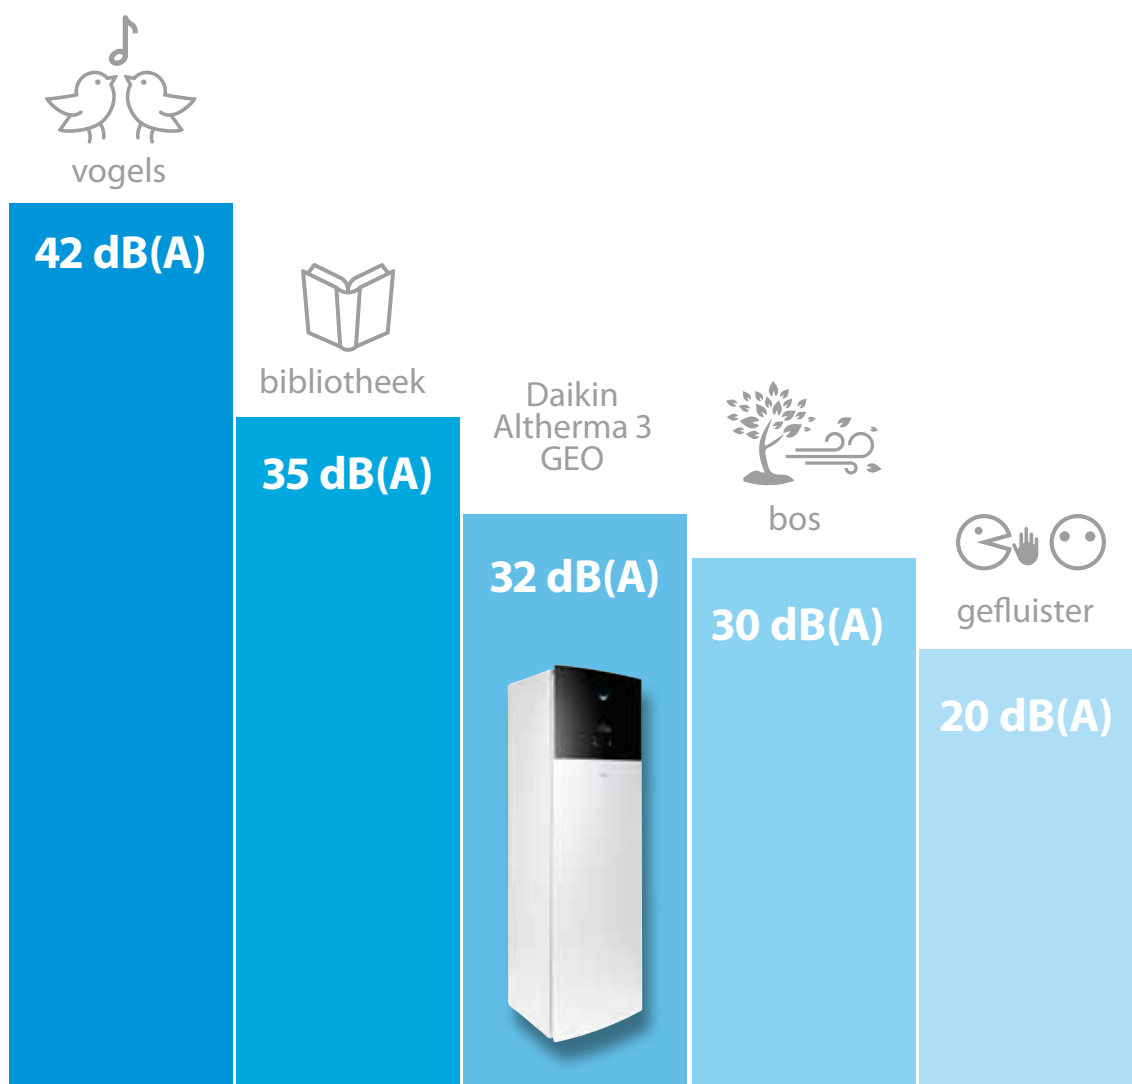 vogels
42 dB(A)
bibliotheek
35 dB(A)
Daikin
Altherma 3
GEO
32 dB(A)
bos
30 dB(A)
gefluister
20 dB(A)